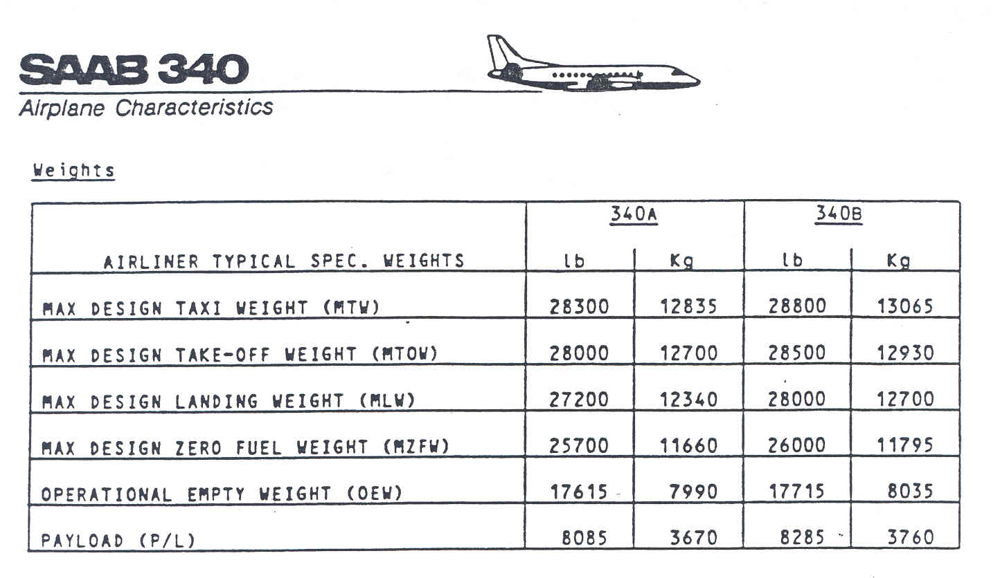 SAAB 340
Airplane Characteristics
Weights
340A 340B
AIRLINER TYPICAL SPEC. WEIGHTS lb Kg lb Kg
MAX DESIGN TAXI WEIGHT (MTW) 28300 12835 28800 13065
MAX DESIGN TAKE-OFF WEIGHT (MTOW) 28000 12700 28500 12930
MAX DESIGN LANDING WEIGHT (MLW) 27200 12340 28000 12700
MAX DESIGN ZERO FUEL WEIGHT (MZFW) 25700 11660 26000 11795
OPERATIONAL EMPTY WEIGHT (OEW) 17615 7990 17715 8035
PAYLOAD (P/L) 8085 3670 8285 3760